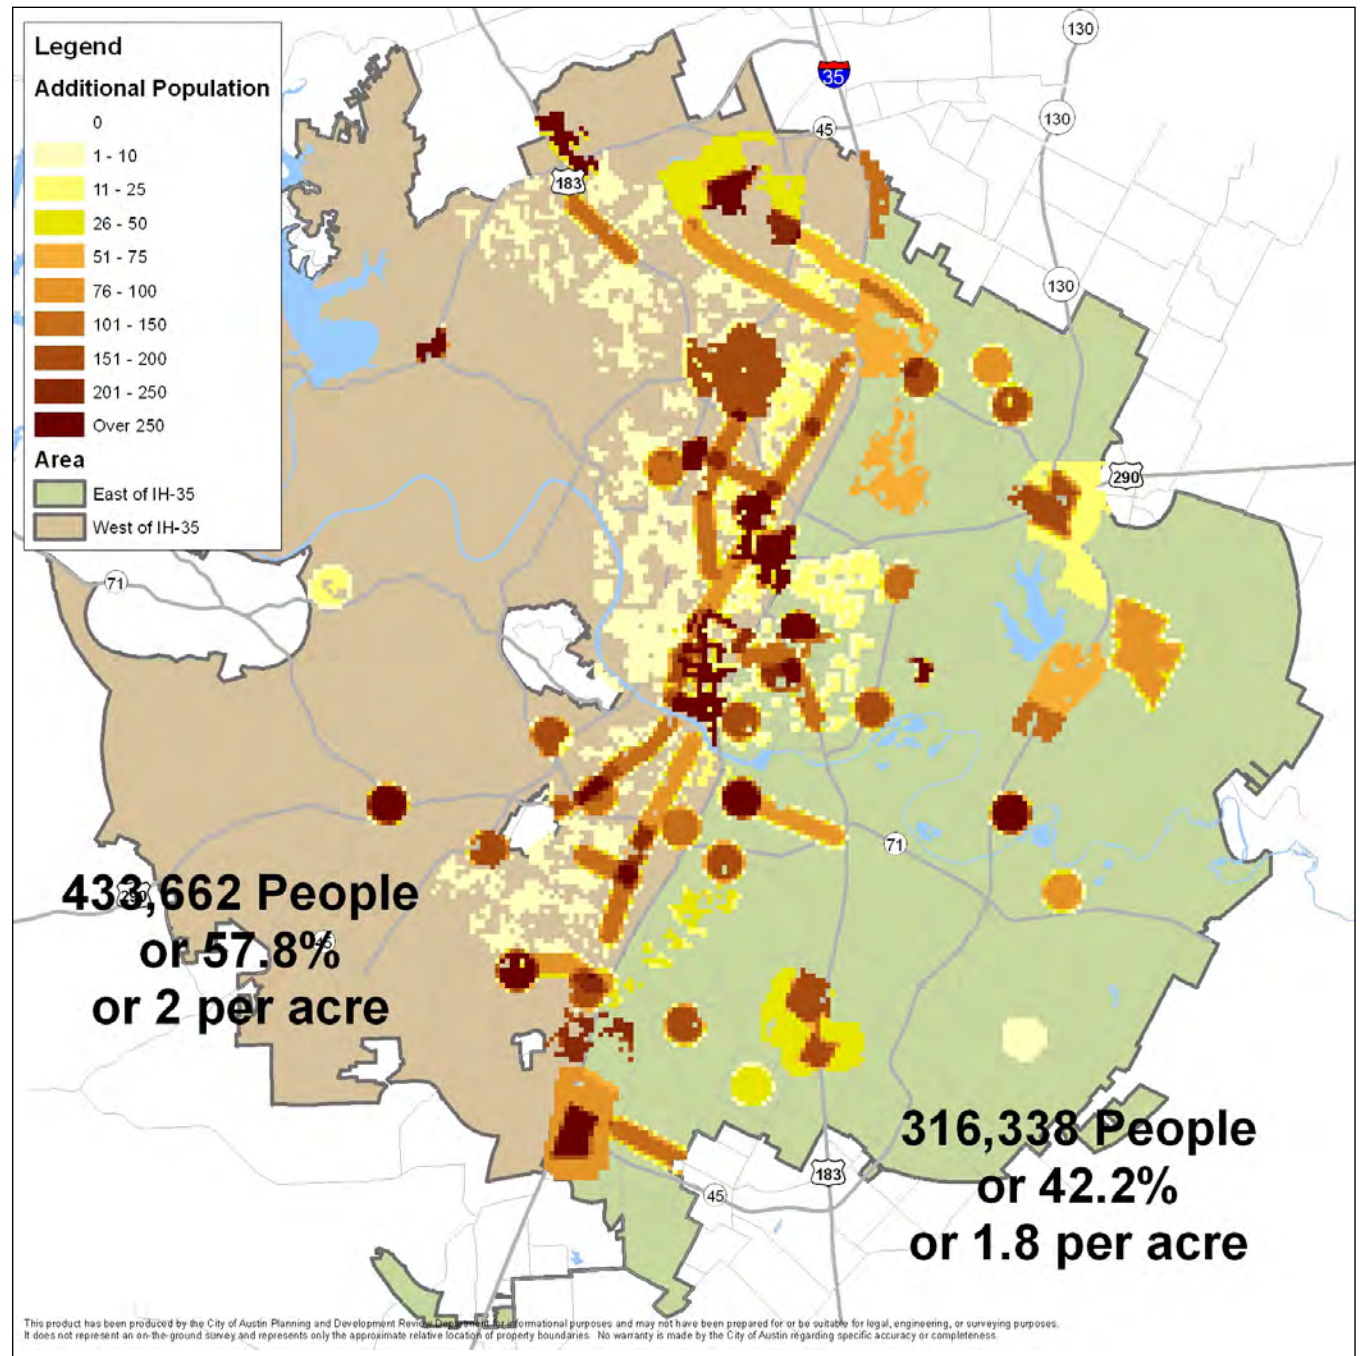 Legend
Additional Population
0
1 - 10
11 - 25
26 - 50
51 - 75
76 - 100
101 - 150
151 - 200
201 - 250
Over 250
Area
East of IH-35
West of IH-35
130
35
45
130
183
130
290
71
71
290
433,662 People
or 57.8%
45
or 2 per acre
316,338 People
or 42.2%
or 1.8 per acre
183
45
This product has been produced by the City of Austin Planning and Development Review Department for informational purposes and may not have been prepared for or be suitable for legal, engineering, or surveying purposes.
It does not represent an on-the-ground survey and represents only the approximate relative location of property boundaries. No warranty is made by the City of Austin regarding specific accuracy or completeness.